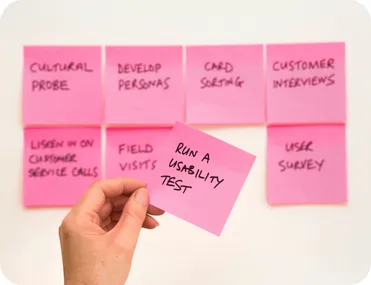 CULTURAL
PROBE
DEVELOP
PERSONAS
CARD
SORTING
CUSTOMER
INTERVIEWS
LISTEN IN ON
CUSTOMER
SERVICE CALLS
FIELD
VISITS
RUN A
USABILITY
TEST
USER
SURVEY